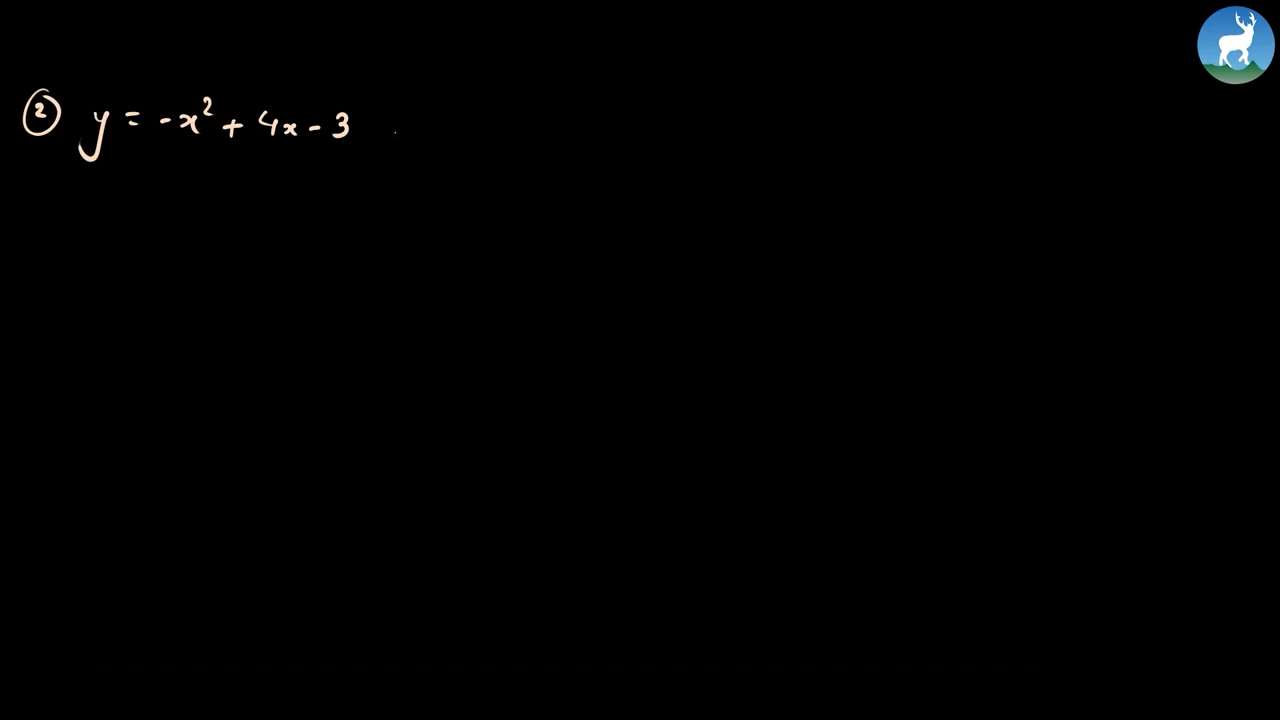 ② y = -x² + 4x - 3